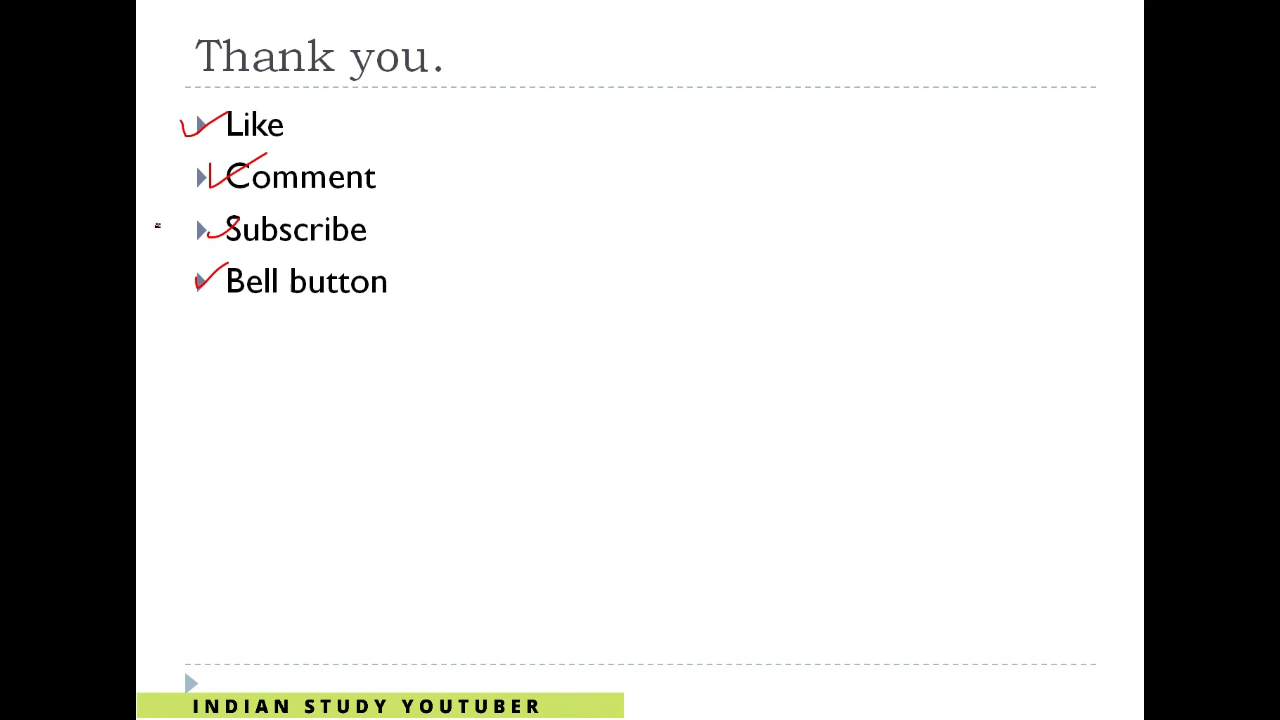 Thank you.
Like
Comment
Subscribe
Bell button
INDIAN STUDY YOUTUBER